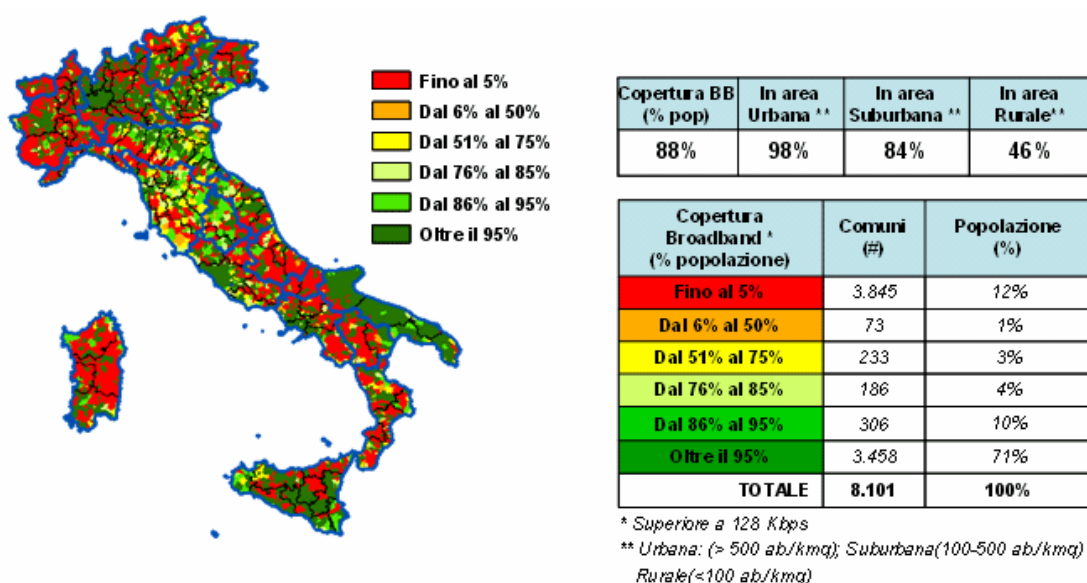 Fino al 5%
Dal 6% al 50%
Dal 51% al 75%
Dal 76% al 85%
Dal 86% al 95%
Oltre il 95%
Copertura BB (% pop) In area Urbana ** In area Suburbana ** In area Rurale**
88% 98% 84% 46%
Copertura Broadband * (% popolazione) Comuni (#) Popolazione (%)
Fino al 5% 3.845 12%
Dal 6% al 50% 73 1%
Dal 51% al 75% 233 3%
Dal 76% al 85% 186 4%
Dal 86% al 95% 306 10%
Oltre il 95% 3.458 71%
TOTALE 8.101 100%
* Superiore a 128 Kbps
** Urbana: (> 500 ab/kmq); Suburbana(100-500 ab/kmq)
Rurale(<100 ab/kmq)